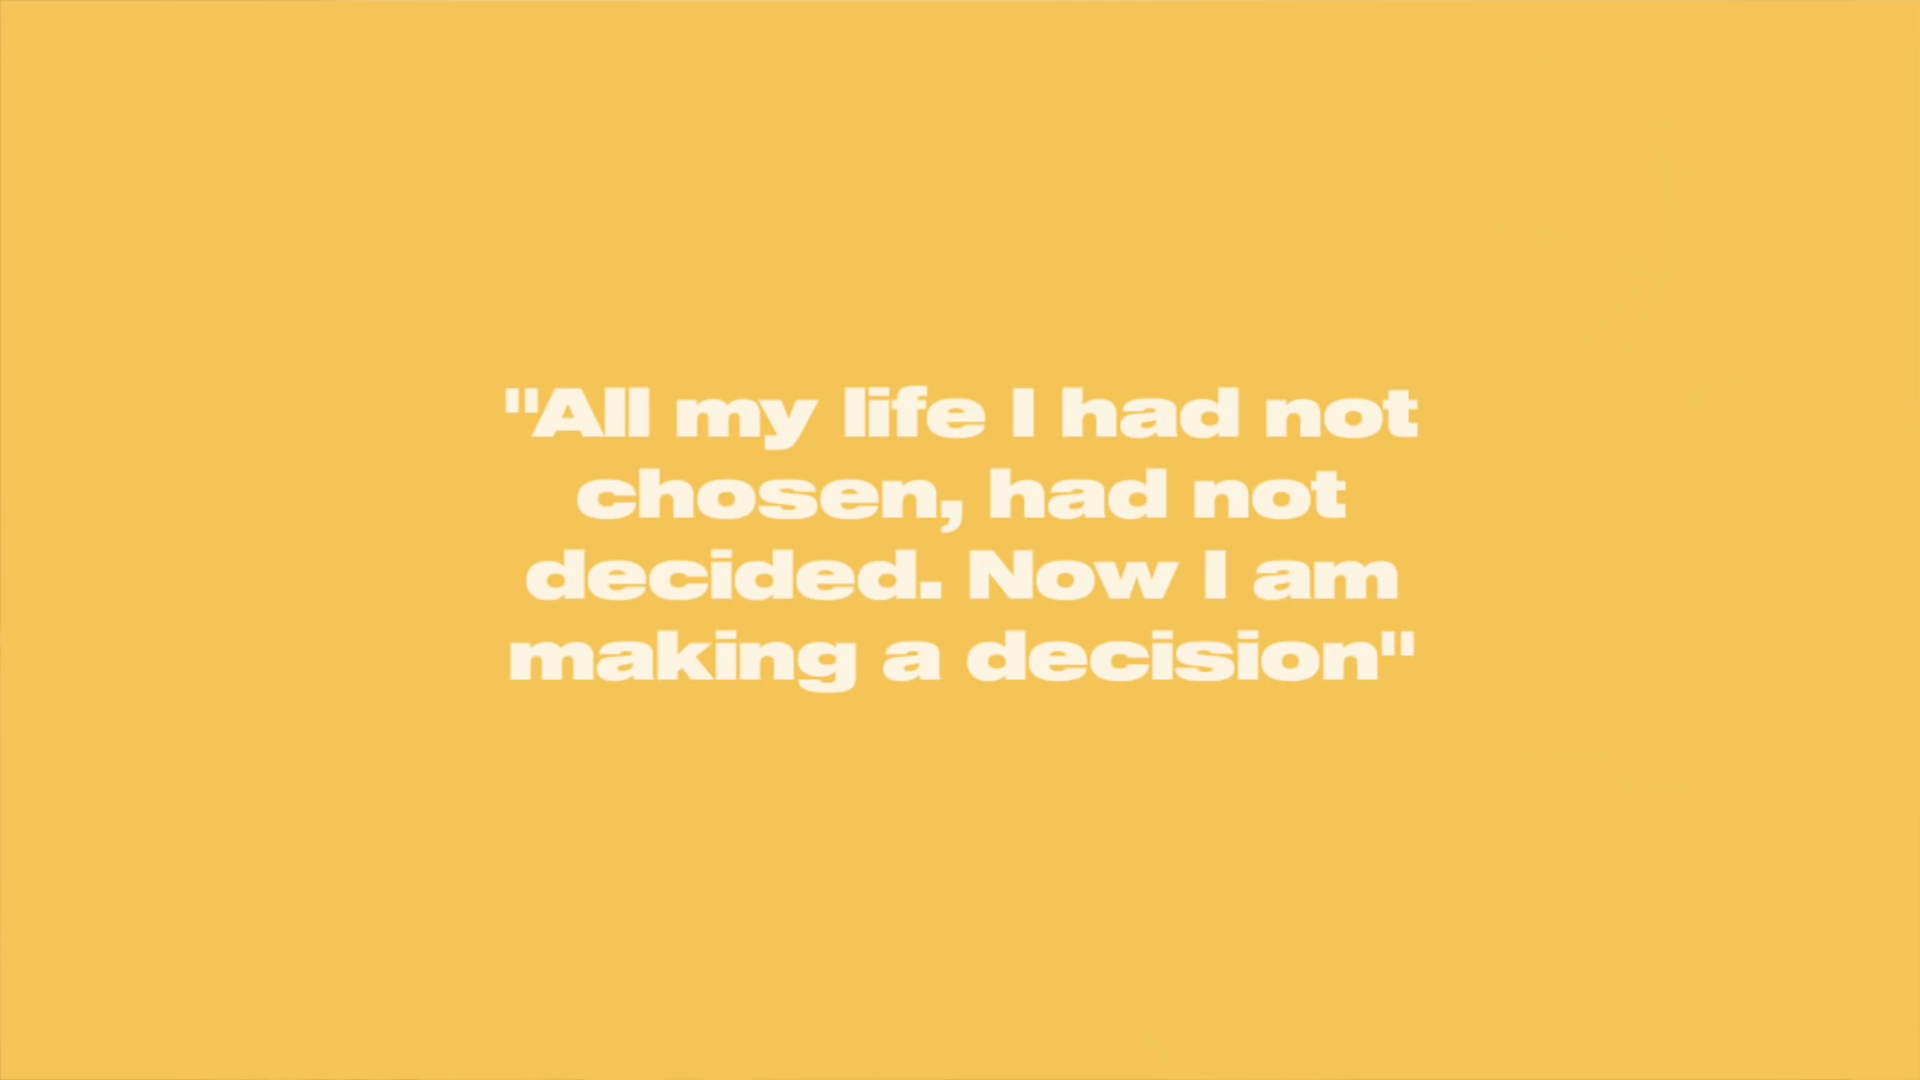 "All my life I had not
chosen, had not
decided. Now I am
making a decision"